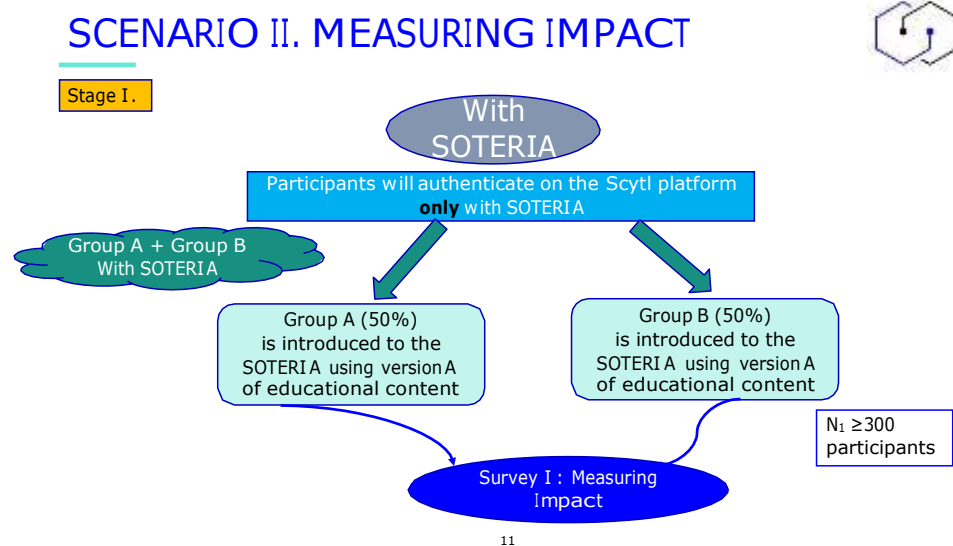 SCENARIO II. MEASURING IMPACT
Stage I.
With
SOTERIA
Participants will authenticate on the Scytl platform
only with SOTERIA
Group A + Group B
With SOTERIA
Group A (50%)
is introduced to the
SOTERIA using version A
of educational content
Group B (50%)
is introduced to the
SOTERIA using version A
of educational content
N₁ ≥300
participants
Survey I : Measuring
Impact
11